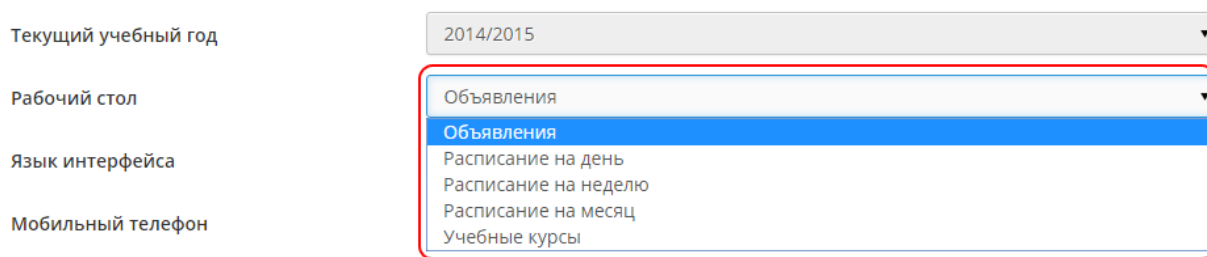 Текущий учебный год
2014/2015
Рабочий стол
Объявления
Объявления
Язык интерфейса
Расписание на день
Расписание на неделю
Мобильный телефон
Расписание на месяц
Учебные курсы